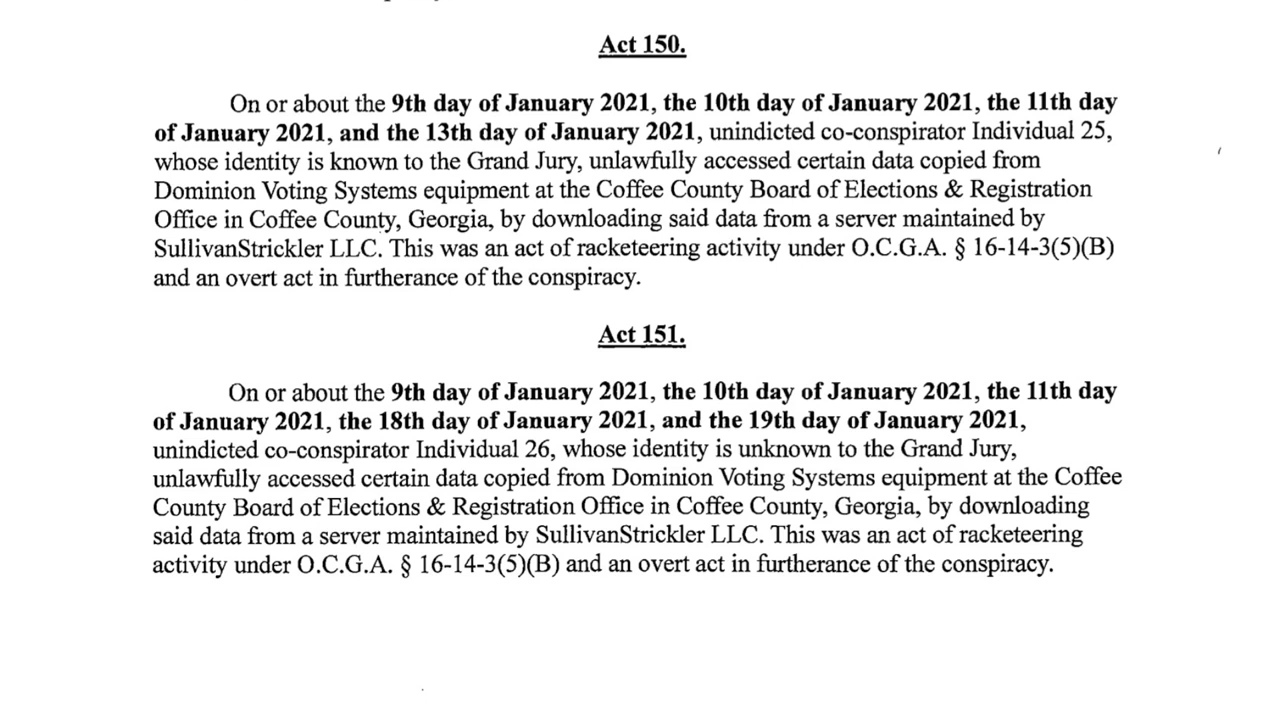 Act 150.
On or about the 9th day of January 2021, the 10th day of January 2021, the 11th day
of January 2021, and the 13th day of January 2021, unindicted co-conspirator Individual 25,
whose identity is known to the Grand Jury, unlawfully accessed certain data copied from
Dominion Voting Systems equipment at the Coffee County Board of Elections & Registration
Office in Coffee County, Georgia, by downloading said data from a server maintained by
SullivanStrickler LLC. This was an act of racketeering activity under O.C.G.A. § 16-14-3(5)(B)
and an overt act in furtherance of the conspiracy.
Act 151.
On or about the 9th day of January 2021, the 10th day of January 2021, the 11th day
of January 2021, the 18th day of January 2021, and the 19th day of January 2021,
unindicted co-conspirator Individual 26, whose identity is unknown to the Grand Jury,
unlawfully accessed certain data copied from Dominion Voting Systems equipment at the Coffee
County Board of Elections & Registration Office in Coffee County, Georgia, by downloading
said data from a server maintained by SullivanStrickler LLC. This was an act of racketeering
activity under O.C.G.A. § 16-14-3(5)(B) and an overt act in furtherance of the conspiracy.